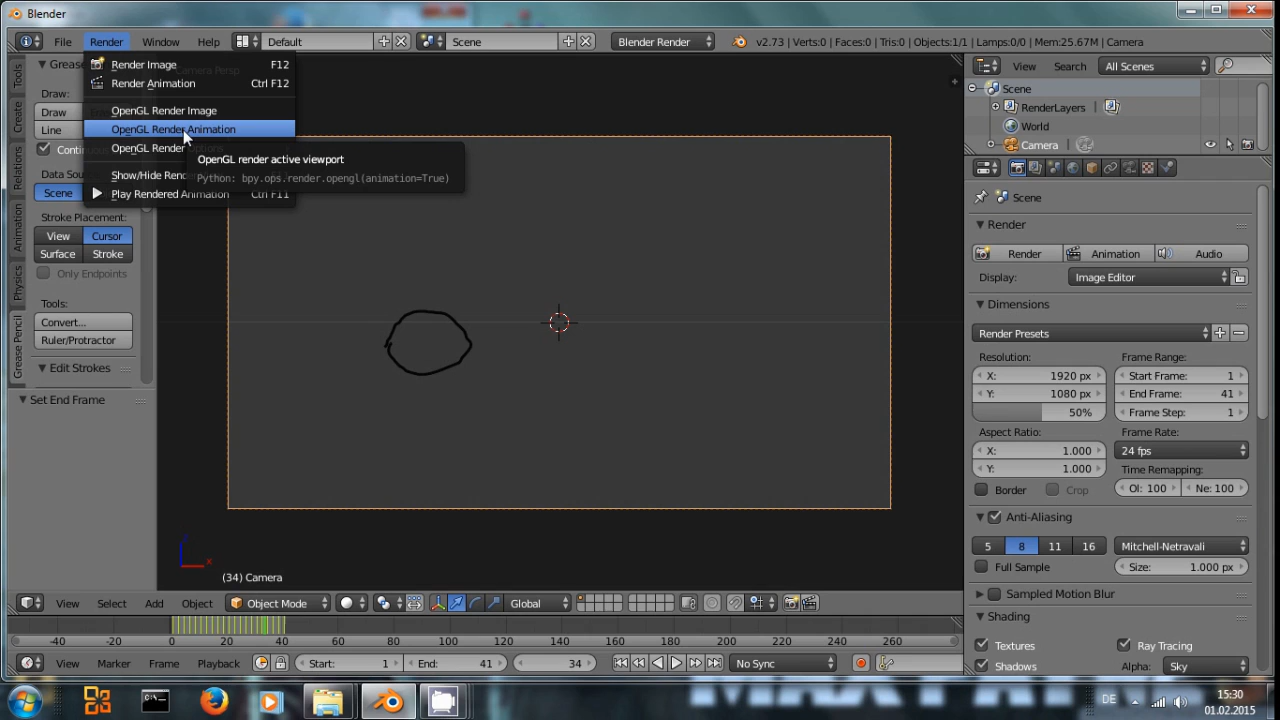 Blender
File Render Window Help Default Scene Blender Render v2.73 | Verts:0 | Faces:0 | Tris:0 | Objects:1/1 | Lamps:0/0 | Mem:25.67M | Camera
Tools
Create
Relations
Animation
Physics
Grease Pencil
Greas
Draw:
Draw
Line
Continu
Data Sou
Scene
Stroke Placement:
View Cursor
Surface Stroke
Only Endpoints
Tools:
Convert...
Ruler/Protractor
Edit Strokes
Set End Frame
Render Image F12
Render Animation Ctrl F12
OpenGL Render Image
OpenGL Render Animation
OpenGL Render Options
Show/Hide Ren
Play Rendered Animation Ctrl F11
OpenGL render active viewport
Python: bpy.ops.render.opengl(animation=True)
Camera Persp
(34) Camera
View Select Add Object Object Mode Global
-40 -20 0 20 40 60 80 100 120 140 160 180 200 220 240 260
View Marker Frame Playback Start: 1 End: 41 34 No Sync
View Search All Scenes
Scene
RenderLayers
World
Camera
Scene
Render
Render Animation Audio
Display: Image Editor
Dimensions
Render Presets
Resolution: Frame Range:
X: 1920 px Start Frame: 1
Y: 1080 px End Frame: 41
50% Frame Step: 1
Aspect Ratio: Frame Rate:
X: 1.000 24 fps
Y: 1.000 Time Remapping:
Border Crop Ol: 100 Ne: 100
Anti-Aliasing
5 8 11 16 Mitchell-Netravali
Full Sample Size: 1.000 px
Sampled Motion Blur
Shading
Textures Ray Tracing
Shadows Alpha: Sky
DE 15:30
01.02.2015